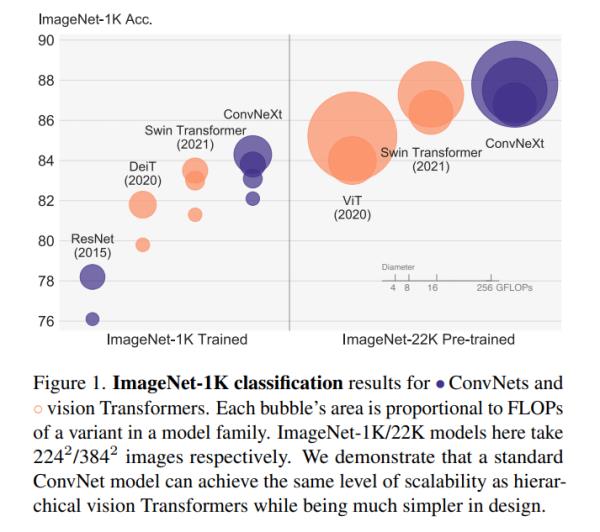 ImageNet-1K Acc.
90
88
86
84
82
80
78
76
ResNet
(2015)
DeiT
(2020)
Swin Transformer
(2021)
ConvNeXt
ViT
(2020)
Swin Transformer
(2021)
ConvNeXt
Diameter
4 8 16 256 GFLOPs
ImageNet-1K Trained
ImageNet-22K Pre-trained
Figure 1. ImageNet-1K classification results for ● ConvNets and
○ vision Transformers. Each bubble's area is proportional to FLOPs
of a variant in a model family. ImageNet-1K/22K models here take
224²/384² images respectively. We demonstrate that a standard
ConvNet model can achieve the same level of scalability as hierar-
chical vision Transformers while being much simpler in design.